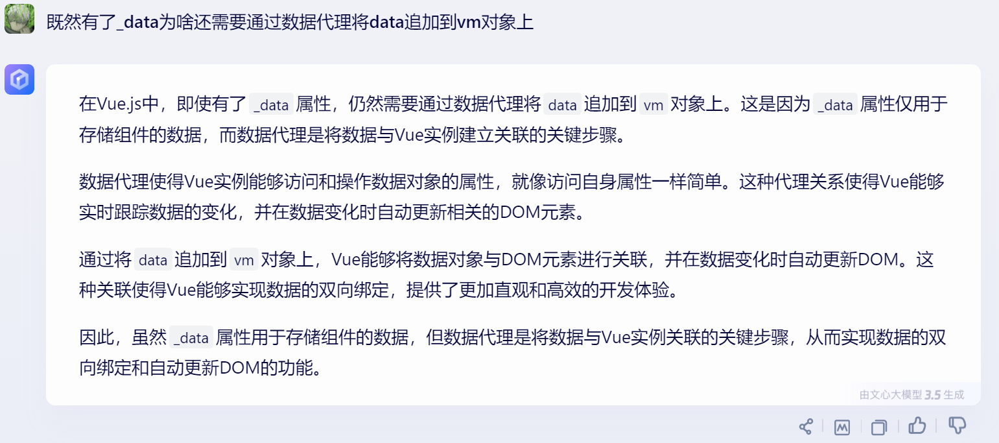 既然有了_data为啥还需要通过数据代理将data追加到vm对象上
在Vue.js中，即使有了 _data 属性，仍然需要通过数据代理将 data 追加到 vm 对象上。这是因为 _data 属性仅用于
存储组件的数据，而数据代理是将数据与Vue实例建立关联的关键步骤。
数据代理使得Vue实例能够访问和操作数据对象的属性，就像访问自身属性一样简单。这种代理关系使得Vue能够
实时跟踪数据的变化，并在数据变化时自动更新相关的DOM元素。
通过将 data 追加到 vm 对象上，Vue能够将数据对象与DOM元素进行关联，并在数据变化时自动更新DOM。这
种关联使得Vue能够实现数据的双向绑定，提供了更加直观和高效的开发体验。
因此，虽然 _data 属性用于存储组件的数据，但数据代理是将数据与Vue实例关联的关键步骤，从而实现数据的双
向绑定和自动更新DOM的功能。
由文心大模型 3.5 生成